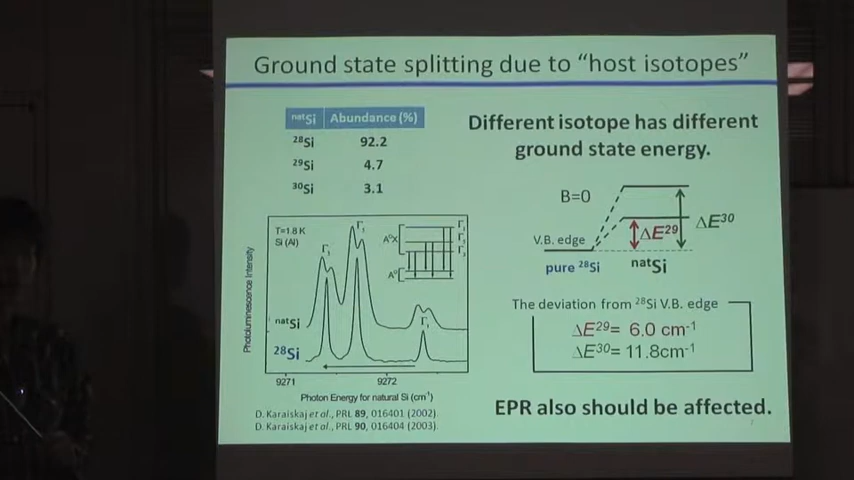 Ground state splitting due to “host isotopes”
natSi Abundance (%)
28Si 92.2
29Si 4.7
30Si 3.1
Different isotope has different
ground state energy.
B=0
V.B. edge
ΔE29
ΔE30
pure 28Si
natSi
The deviation from 28Si V.B. edge
ΔE29= 6.0 cm-1
ΔE30= 11.8cm-1
EPR also should be affected.
T=1.8 K
Si (Al)
A0X
A0
Photoluminescence Intensity
natSi
28Si
9271 9272
Photon Energy for natural Si (cm-1)
D. Karaiskaj et al., PRL 89, 016401 (2002).
D. Karaiskaj et al., PRL 90, 016404 (2003).